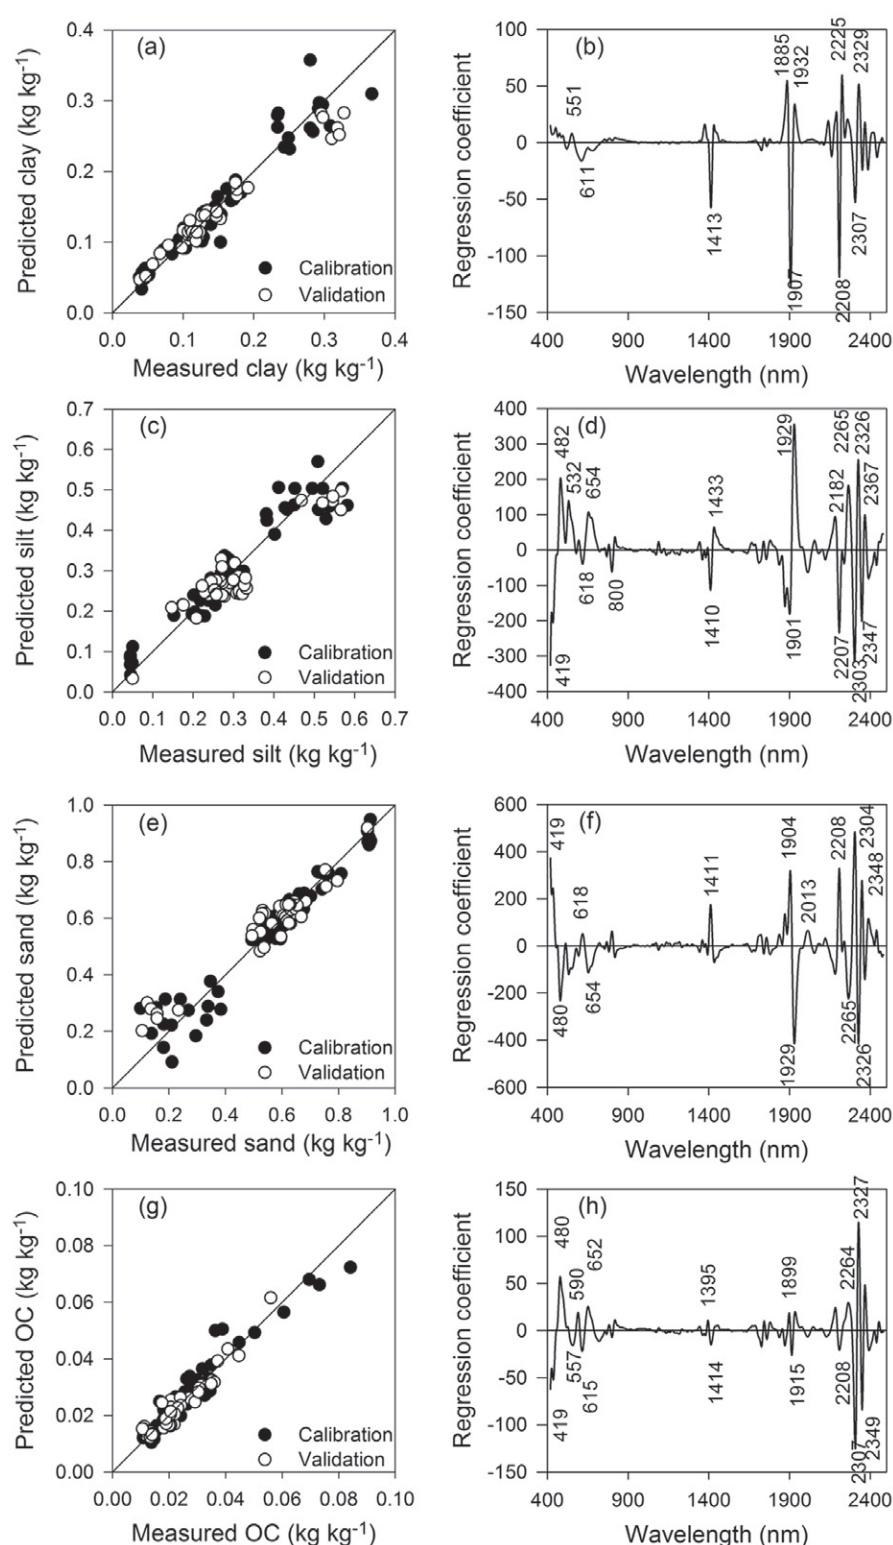 (a)
0.4
0.3
0.2
0.1
0.0
Predicted clay (kg kg-1)
Calibration
Validation
0.0 0.1 0.2 0.3 0.4
Measured clay (kg kg-1)
(b)
100
50
0
-50
-100
-150
Regression coefficient
551
611
1413
1885
1932
1907
2225
2329
2307
2208
400 900 1400 1900 2400
Wavelength (nm)
(c)
0.7
0.6
0.5
0.4
0.3
0.2
0.1
0.0
Predicted silt (kg kg-1)
Calibration
Validation
0.0 0.1 0.2 0.3 0.4 0.5 0.6 0.7
Measured silt (kg kg-1)
(d)
400
300
200
100
0
-100
-200
-300
-400
Regression coefficient
419
482
532
654
618
800
1433
1410
1929
1901
2182
2265
2326
2367
2207
2303
2347
400 900 1400 1900 2400
Wavelength (nm)
(e)
1.0
0.8
0.6
0.4
0.2
0.0
Predicted sand (kg kg-1)
Calibration
Validation
0.0 0.2 0.4 0.6 0.8 1.0
Measured sand (kg kg-1)
(f)
600
400
200
0
-200
-400
-600
Regression coefficient
419
618
480
654
1411
1904
2013
1929
2208
2304
2348
2265
2326
400 900 1400 1900 2400
Wavelength (nm)
(g)
0.10
0.08
0.06
0.04
0.02
0.00
Predicted OC (kg kg-1)
Calibration
Validation
0.00 0.02 0.04 0.06 0.08 0.10
Measured OC (kg kg-1)
(h)
150
100
50
0
-50
-100
-150
Regression coefficient
419
480
590
652
557
615
1395
1414
1899
1915
2264
2327
2208
2307
2349
400 900 1400 1900 2400
Wavelength (nm)